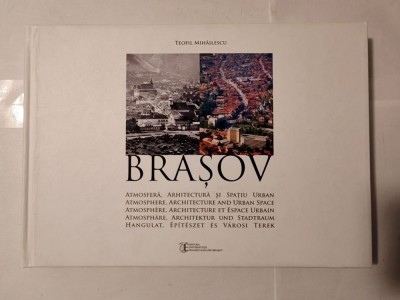 Teofil Mihăilescu
BRAȘOV
Atmosferă, Arhitectură și Spațiu Urban
Atmosphere, Architecture and Urban Space
Atmosphère, Architecture et Espace Urbain
Atmosphäre, Architektur und Stadtraum
Hangulat, Építészet és Városi Terek